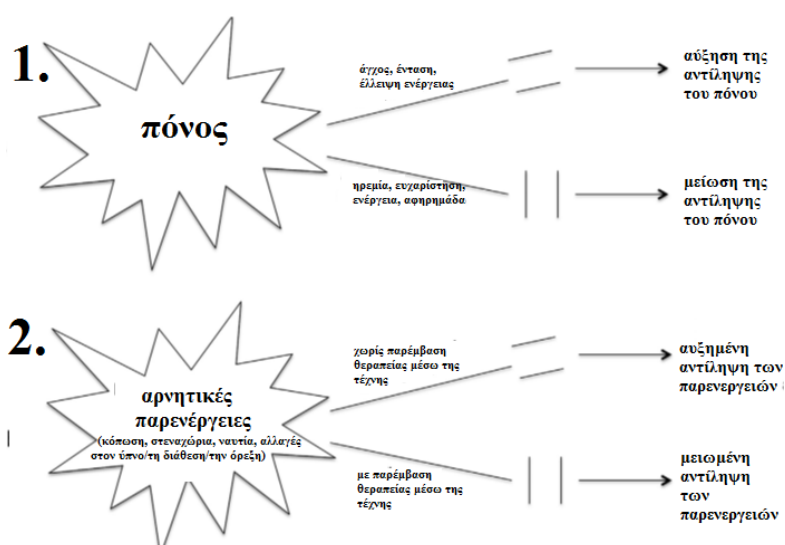 1.
πόνος
άγχος, ένταση,
έλλειψη ενέργειας
αύξηση της
αντίληψης
του πόνου
ηρεμία, ευχαρίστηση,
ενέργεια, αφηρημάδα
μείωση της
αντίληψης
του πόνου
2.
αρνητικές
παρενέργειες
(κόπωση, στεναχώρια, ναυτία, αλλαγές
στον ύπνο/τη διάθεση/την όρεξη)
χωρίς παρέμβαση
θεραπείας μέσω της
τέχνης
αυξημένη
αντίληψη των
παρενεργειών
με παρέμβαση
θεραπείας μέσω της
τέχνης
μειωμένη
αντίληψη
των
παρενεργειών